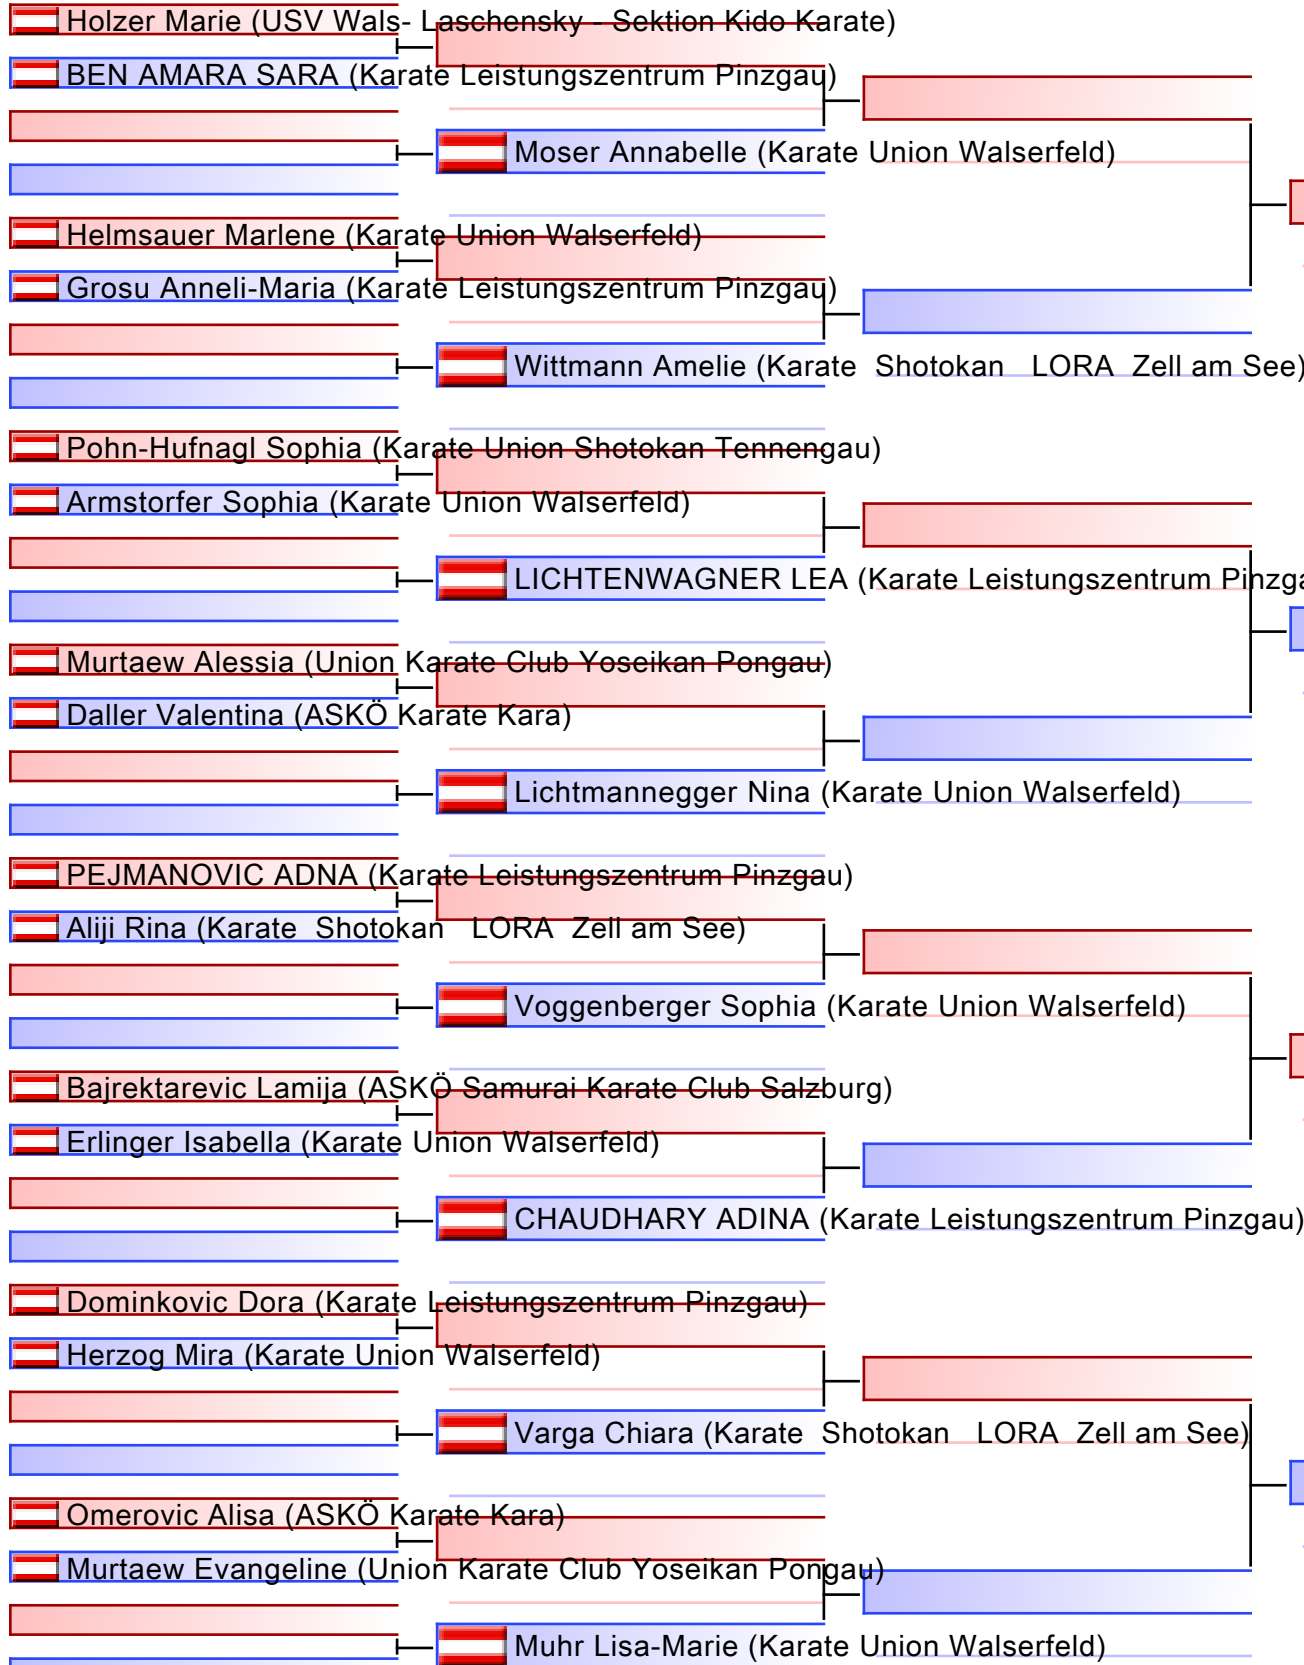 Holzer Marie (USV Wals- Laschensky - Sektion Kido Karate)
BEN AMARA SARA (Karate Leistungszentrum Pinzgau)
Moser Annabelle (Karate Union Walserfeld)
Helmsauer Marlene (Karate Union Walserfeld)
Grosu Anneli-Maria (Karate Leistungszentrum Pinzgau)
Wittmann Amelie (Karate Shotokan LORA Zell am See)
Pohn-Hufnagl Sophia (Karate Union Shotokan Tennengau)
Armstorfer Sophia (Karate Union Walserfeld)
LICHTENWAGNER LEA (Karate Leistungszentrum
Murtaew Alessia (Union Karate Club Yoseikan Pongau)
Daller Valentina (ASKÖ Karate Kara)
Lichtmannegger Nina (Karate Union Walserfeld)
PEJMANOVIC ADNA (Karate Leistungszentrum Pinzgau)
Aliji Rina (Karate Shotokan LORA Zell am See)
Voggenberger Sophia (Karate Union Walserfeld)
Bajrektarevic Lamija (ASKÖ Samurai Karate Club Salzburg)
Erlinger Isabella (Karate Union Walserfeld)
CHAUDHARY ADINA (Karate Leistungszentrum Pinzgau)
Dominkovic Dora (Karate Leistungszentrum Pinzgau)
Herzog Mira (Karate Union Walserfeld)
Varga Chiara (Karate Shotokan LORA Zell am See)
Omerovic Alisa (ASKÖ Karate Kara)
Murtaew Evangeline (Union Karate Club Yoseikan Pongau)
Muhr Lisa-Marie (Karate Union Walserfeld)